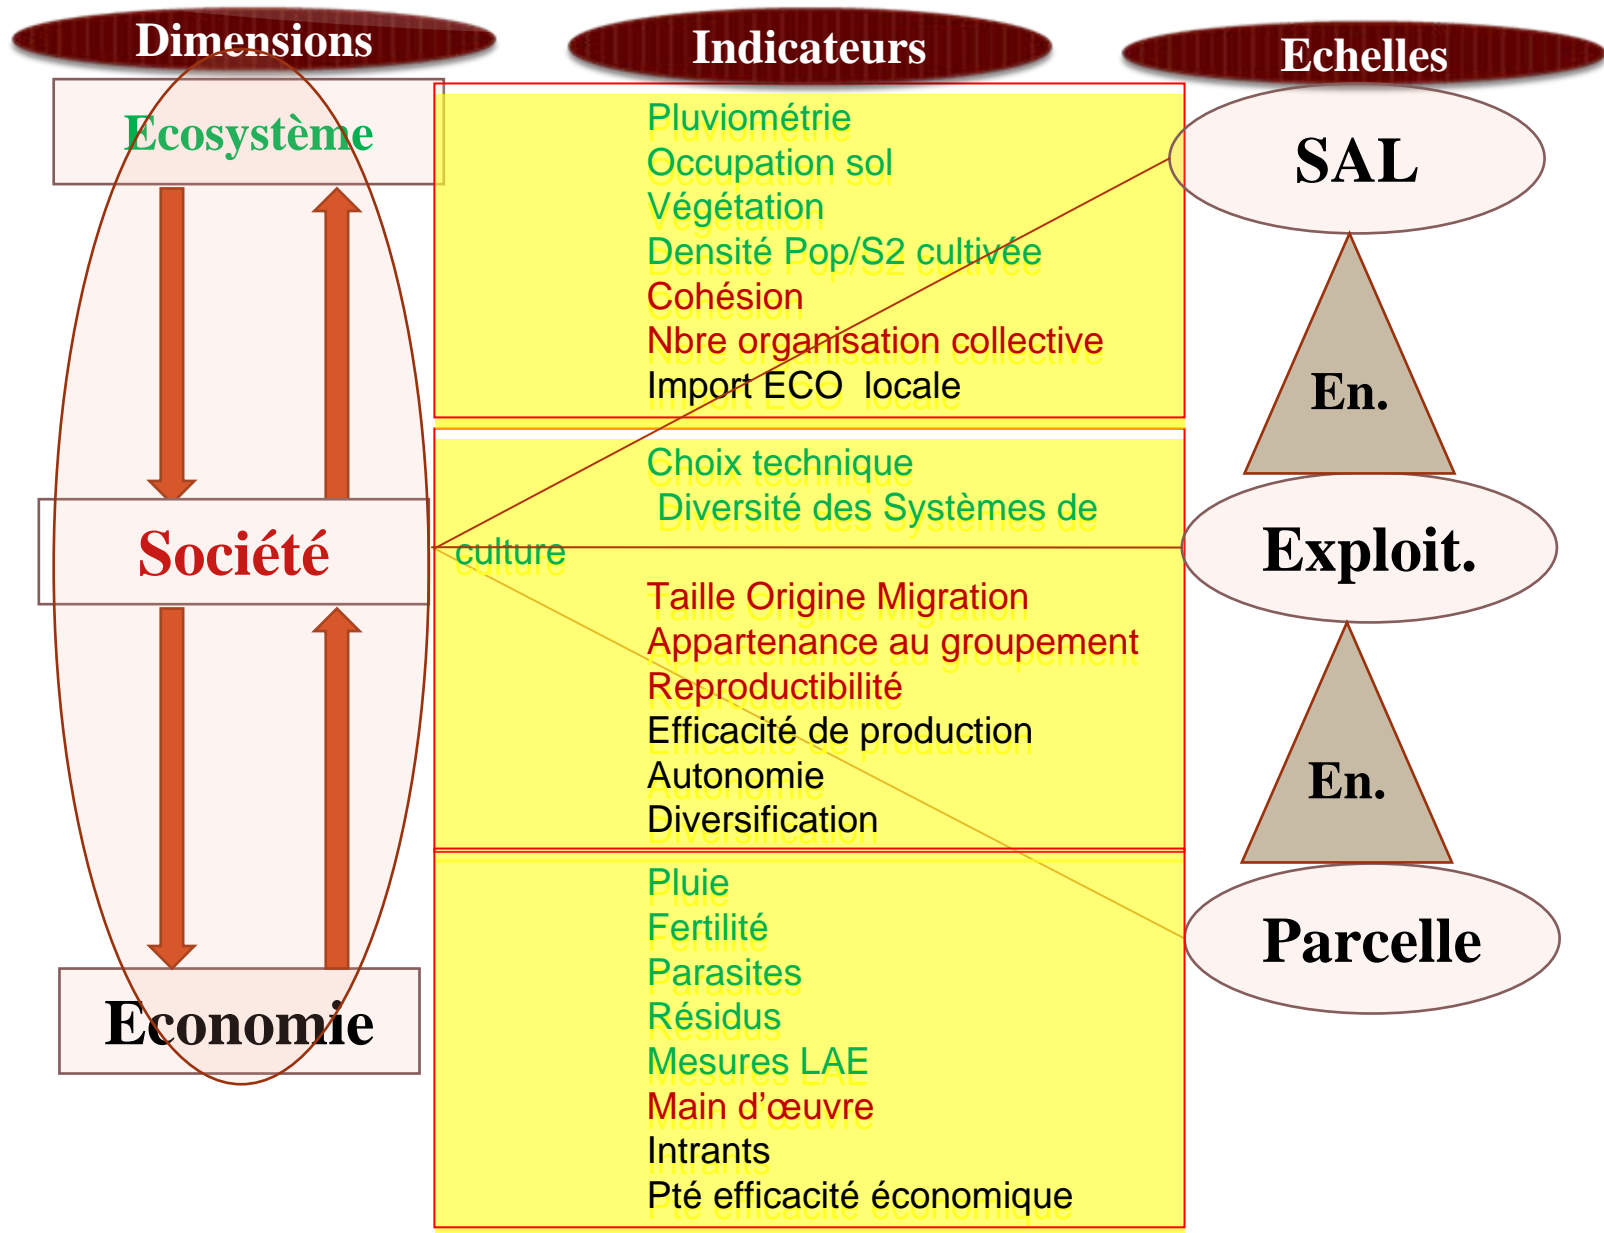 Dimensions
Indicateurs
Echelles
Ecosystème
Société
Economie
Pluviométrie
Occupation sol
Végétation
Densité Pop/S2 cultivée
Cohésion
Nbre organisation collective
Import ECO  locale
Choix technique
Diversité des Systèmes de
culture
Taille Origine Migration
Appartenance au groupement
Reproductibilité
Efficacité de production
Autonomie
Diversification
Pluie
Fertilité
Parasites
Résidus
Mesures LAE
Main d’œuvre
Intrants
Pté efficacité économique
SAL
En.
Exploit.
En.
Parcelle